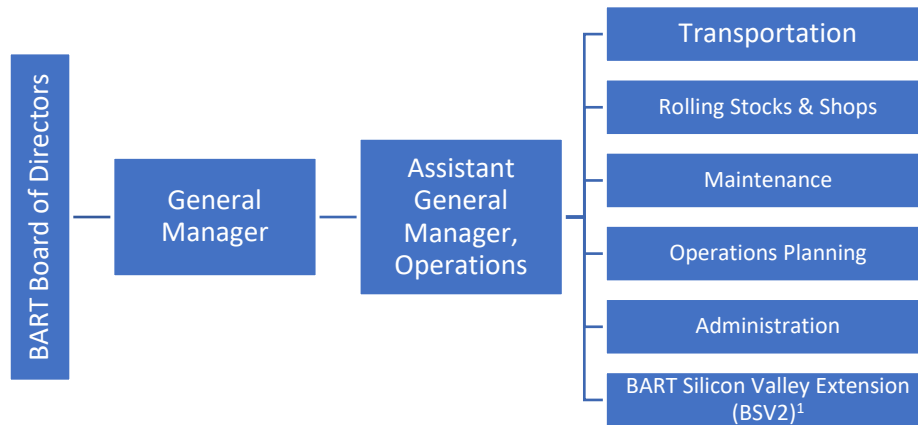 BART Board of Directors
General
Manager
Assistant
General
Manager,
Operations
Transportation
Rolling Stocks & Shops
Maintenance
Operations Planning
Administration
BART Silicon Valley Extension
(BSV2)¹